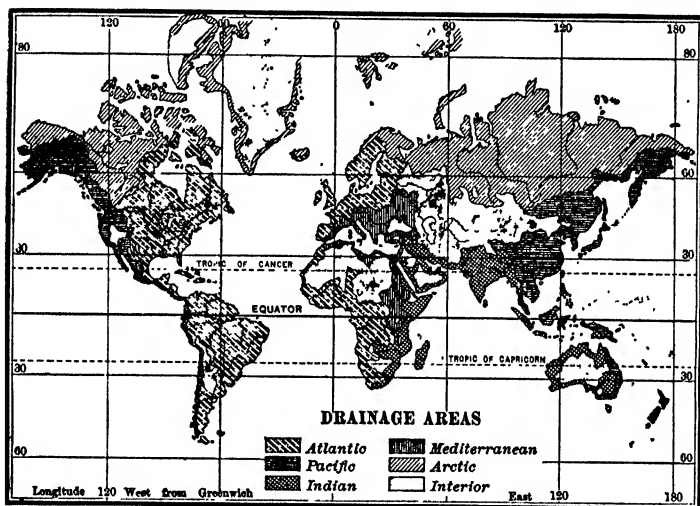 120 60 0 60 120 180
80 80
60 60
30 30
TROPIC OF CANCER
EQUATOR
TROPIC OF CAPRICORN
30 30
DRAINAGE AREAS
Atlantic Mediterranean
Pacific Arctic
Indian Interior
60 60
Longitude 120 West from Greenwich 0 60 East 120 180